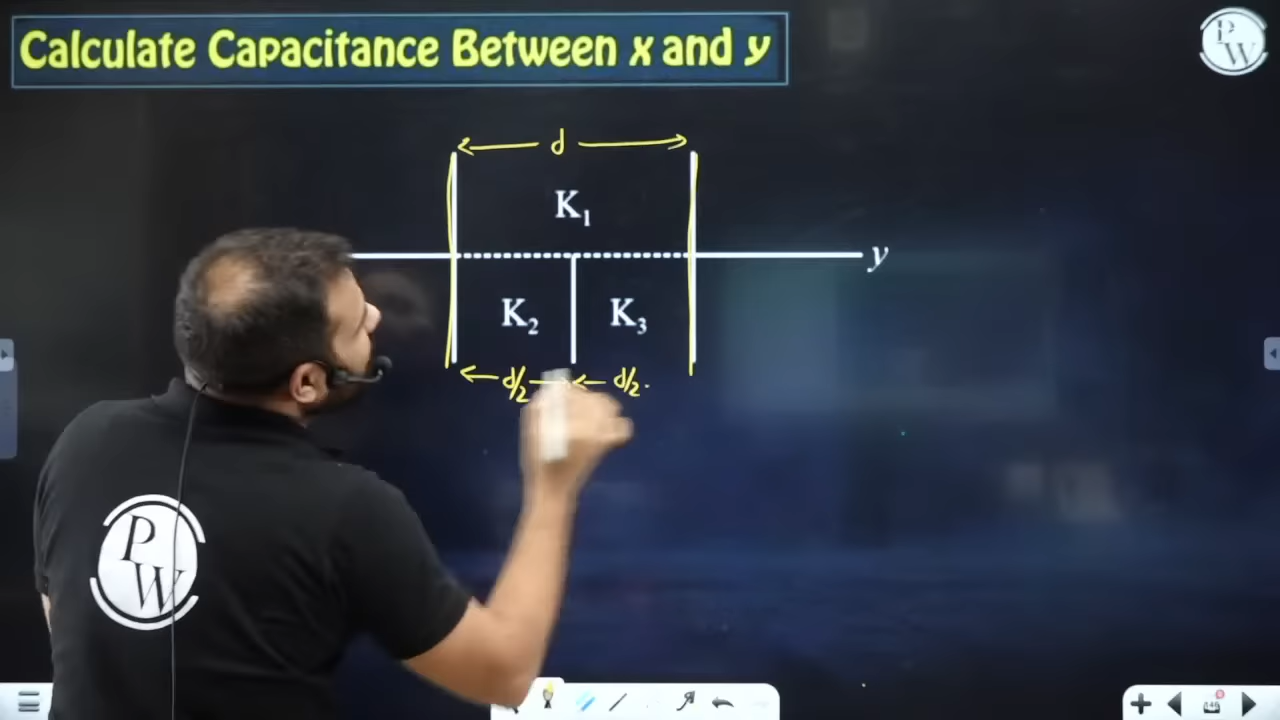 Calculate Capacitance Between x and y
P
W
d
K₁
y
K₂ K₃
d/2 d/2
P
W